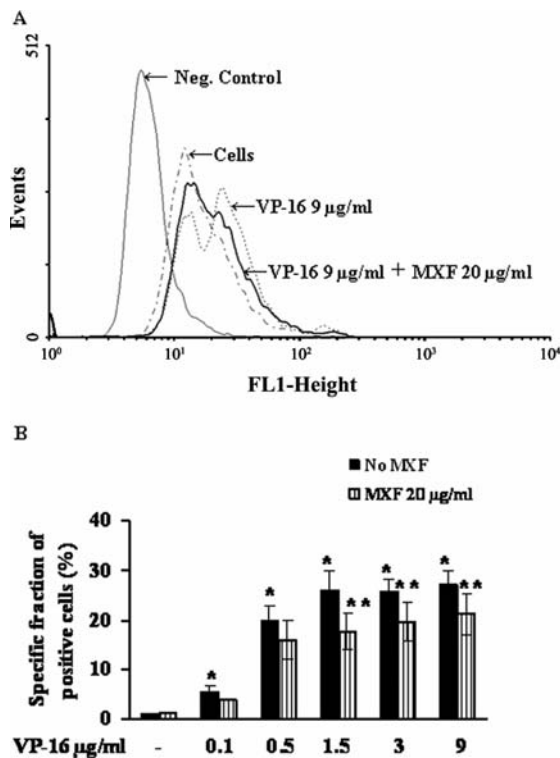 A
512
Events
0
Neg. Control
Cells
VP-16 9 µg/ml
VP-16 9 µg/ml + MXF 20 µg/ml
10⁰ 10¹ 10² 10³ 10⁴
FL1-Height
B
No MXF
MXF 20 µg/ml
Specific fraction of
positive cells (%)
40
30
20
10
0
* * * * ** * ** * **
VP-16 µg/ml - 0.1 0.5 1.5 3 9